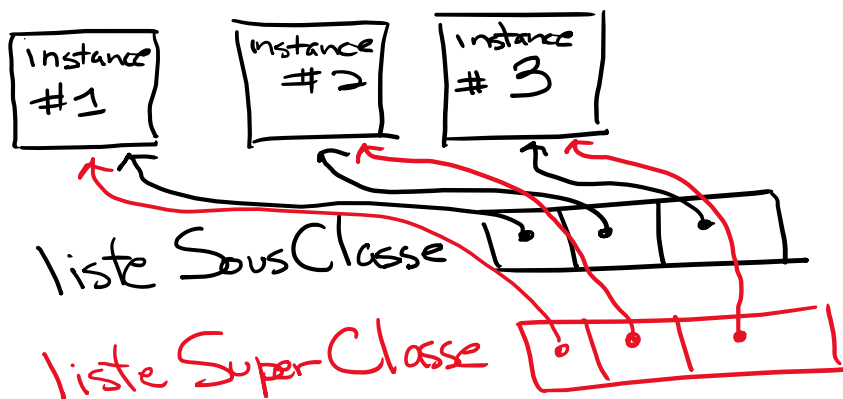 instance
#1
instance
#2
instance
# 3
liste SousClasse
liste SuperClasse